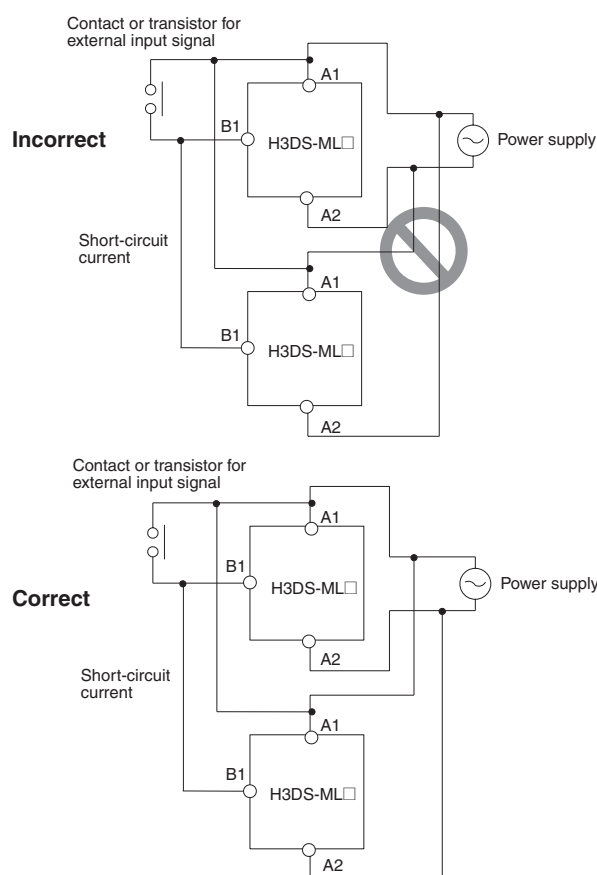 Contact or transistor for
external input signal
A1
B1
H3DS-ML□
Incorrect
Power supply
A2
Short-circuit
current
A1
B1
H3DS-ML□
A2
Contact or transistor for
external input signal
A1
B1
H3DS-ML□
Correct
Power supply
A2
Short-circuit
current
A1
B1
H3DS-ML□
A2